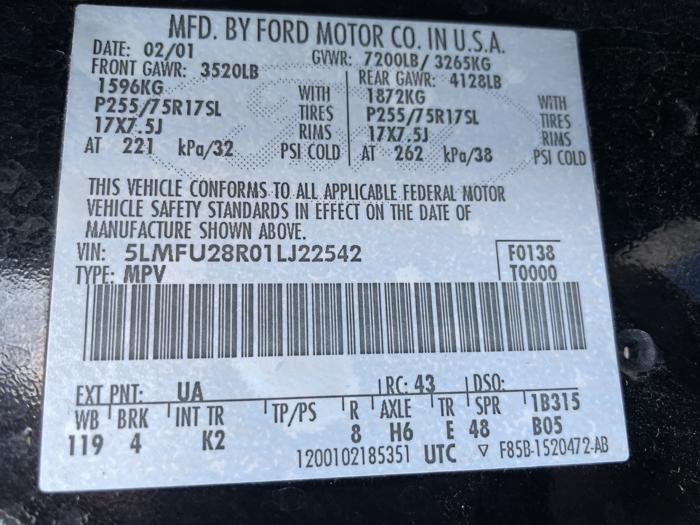 MFD. BY FORD MOTOR CO. IN U.S.A.
DATE: 02/01 GVWR: 7200LB/ 3265KG
FRONT GAWR: 3520LB REAR GAWR: 4128LB
1596KG WITH 1872KG WITH
P255/75R17SL TIRES P255/75R17SL TIRES
17X7.5J RIMS 17X7.5J RIMS
AT 221 kPa/32 PSI COLD AT 262 kPa/38 PSI COLD
THIS VEHICLE CONFORMS TO ALL APPLICABLE FEDERAL MOTOR
VEHICLE SAFETY STANDARDS IN EFFECT ON THE DATE OF
MANUFACTURE SHOWN ABOVE.
VIN: 5LMFU28R01LJ22542 F0138
TYPE: MPV T0000
EXT PNT: UA RC: 43 DSO:
WB BRK INT TR TP/PS R AXLE TR SPR 1B315
119 4 K2 8 H6 E 48 B05
1200102185351 UTC ▽ F85B-1520472-AB